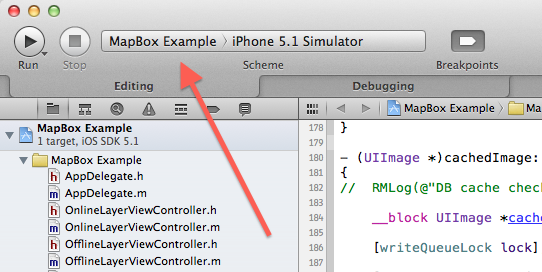 MapBox Example > iPhone 5.1 Simulator
Run Stop Scheme Breakpoints
Editing Debugging
MapBox Example > Ma
MapBox Example
1 target, iOS SDK 5.1
MapBox Example
AppDelegate.h
AppDelegate.m
OnlineLayerViewController.h
OnlineLayerViewController.m
OfflineLayerViewController.h
OfflineLayerViewController.m
178 }
179
180 - (UIImage *)cachedImage:
181 {
182 // RMLog(@"DB cache chec
183
184 __block UIImage *cache
185
186 [writeQueueLock lock]
187